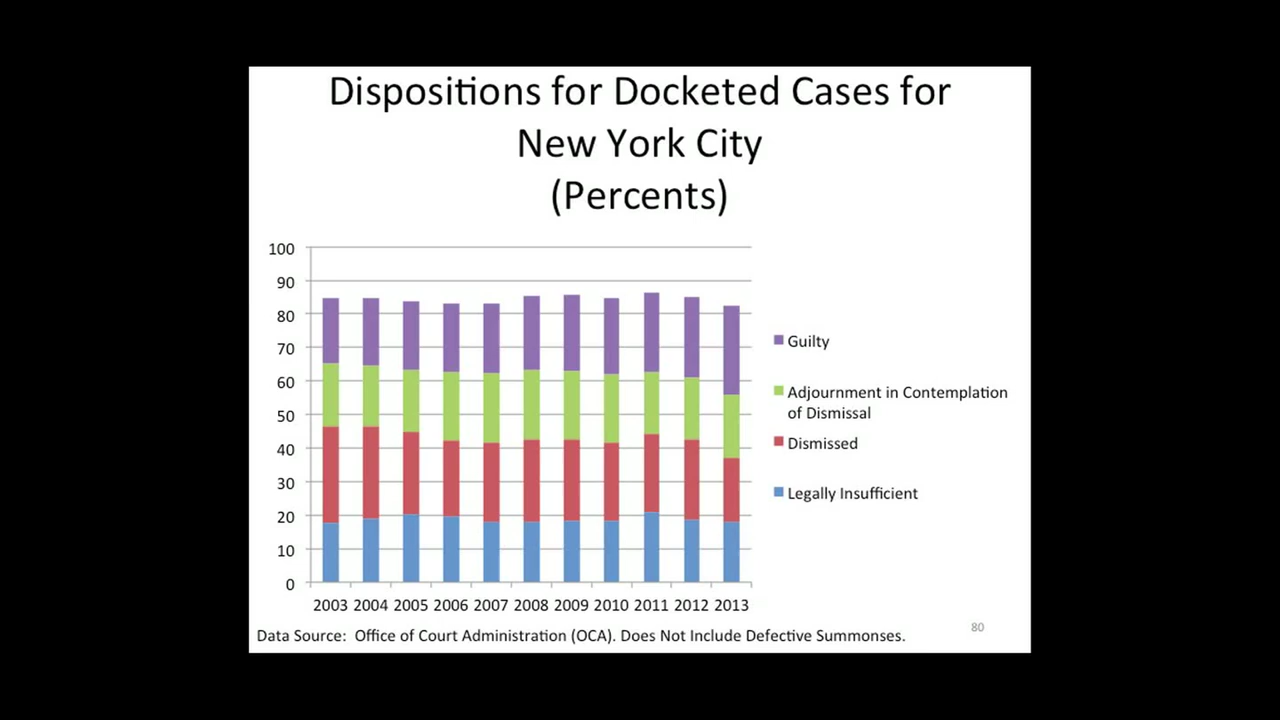 Dispositions for Docketed Cases for
New York City
(Percents)
100
90
80
70
60
50
40
30
20
10
0
2003 2004 2005 2006 2007 2008 2009 2010 2011 2012 2013
Guilty
Adjournment in Contemplation
of Dismissal
Dismissed
Legally Insufficient
Data Source: Office of Court Administration (OCA). Does Not Include Defective Summonses.
80